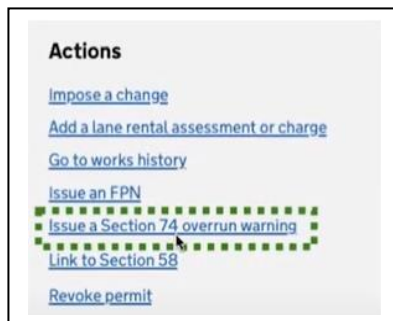 Actions
Impose a change
Add a lane rental assessment or charge
Go to works history
Issue an FPN
Issue a Section 74 overrun warning
Link to Section 58
Revoke permit